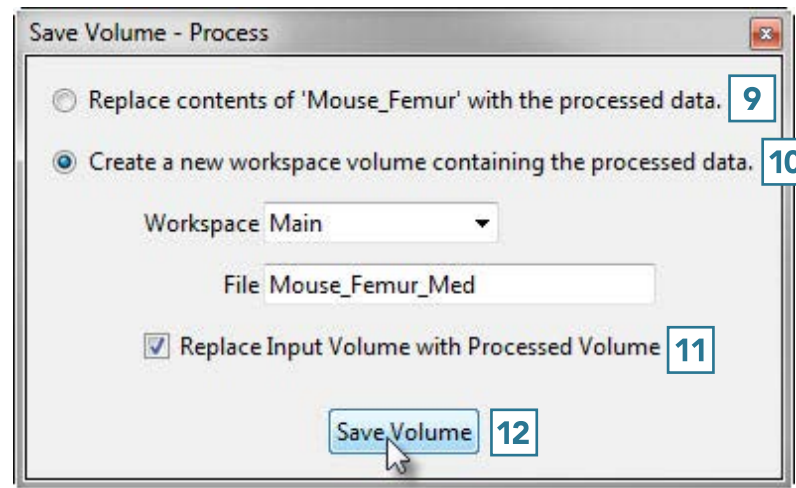 Save Volume - Process
Replace contents of 'Mouse_Femur' with the processed data. 9
Create a new workspace volume containing the processed data. 10
Workspace Main
File Mouse_Femur_Med
Replace Input Volume with Processed Volume 11
Save Volume 12